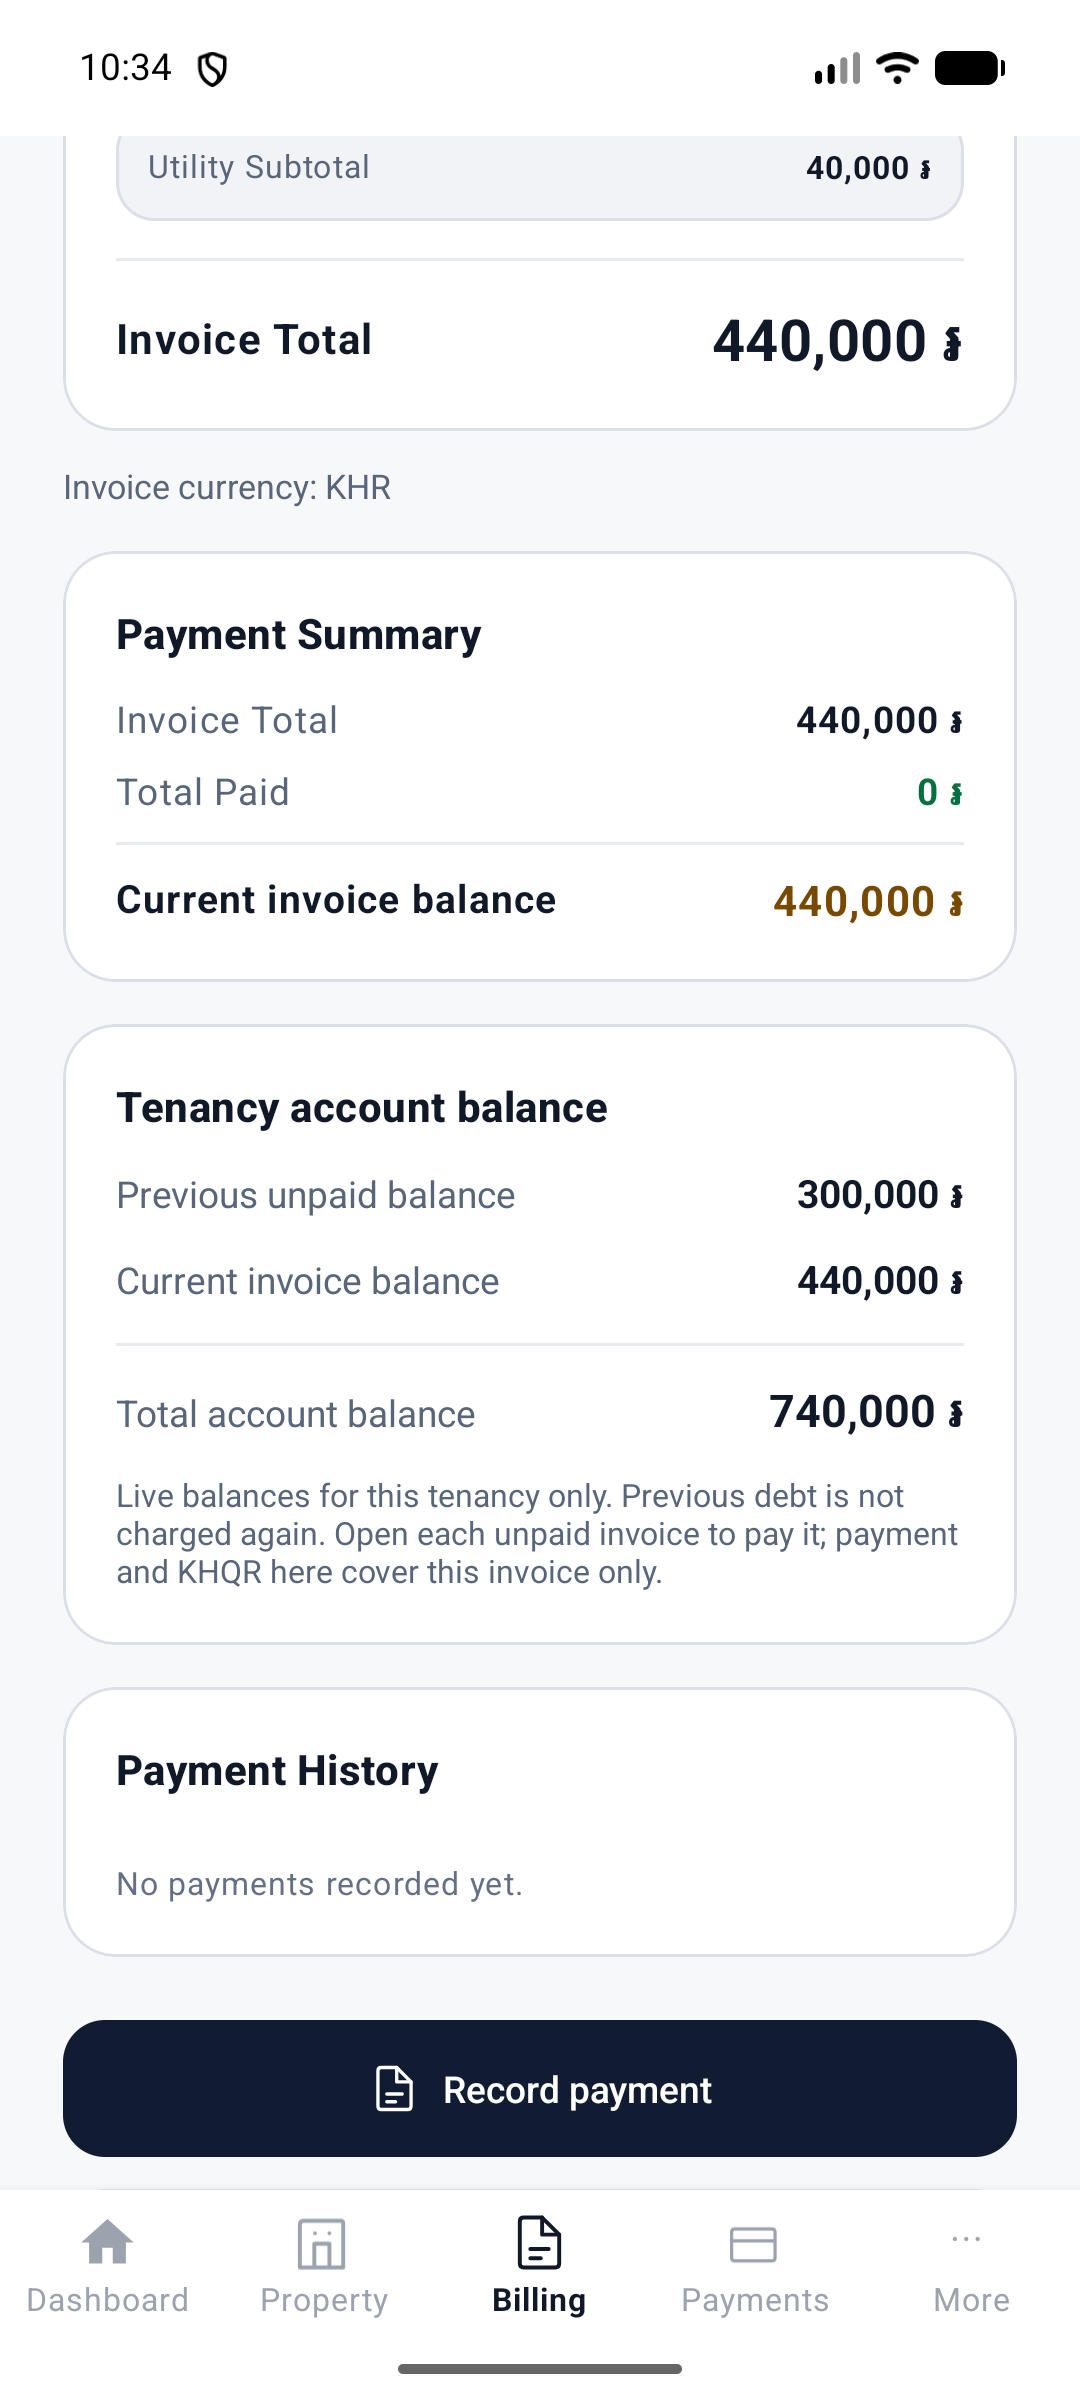 10:34
Utility Subtotal 40,000 ៛
Invoice Total 440,000 ៛
Invoice currency: KHR
Payment Summary
Invoice Total 440,000 ៛
Total Paid 0 ៛
Current invoice balance 440,000 ៛
Tenancy account balance
Previous unpaid balance 300,000 ៛
Current invoice balance 440,000 ៛
Total account balance 740,000 ៛
Live balances for this tenancy only. Previous debt is not
charged again. Open each unpaid invoice to pay it; payment
and KHQR here cover this invoice only.
Payment History
No payments recorded yet.
Record payment
Dashboard Property Billing Payments More